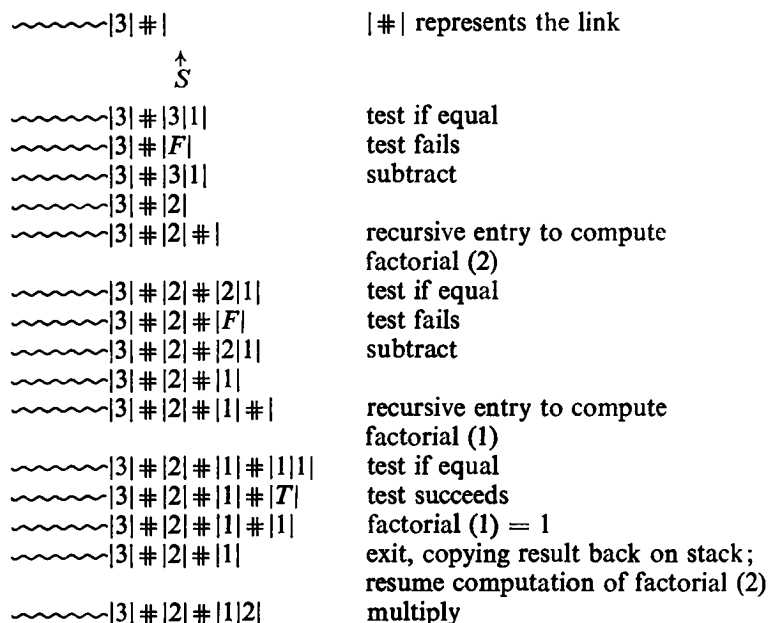 |3| # | | # | represents the link
↑
S
|3| # |3|1| test if equal
|3| # |F| test fails
|3| # |3|1| subtract
|3| # |2|
|3| # |2| # | recursive entry to compute
factorial (2)
|3| # |2| # |2|1| test if equal
|3| # |2| # |F| test fails
|3| # |2| # |2|1| subtract
|3| # |2| # |1|
|3| # |2| # |1| # | recursive entry to compute
factorial (1)
|3| # |2| # |1| # |1|1| test if equal
|3| # |2| # |1| # |T| test succeeds
|3| # |2| # |1| # |1| factorial (1) = 1
|3| # |2| # |1| exit, copying result back on stack;
resume computation of factorial (2)
|3| # |2| # |1|2| multiply